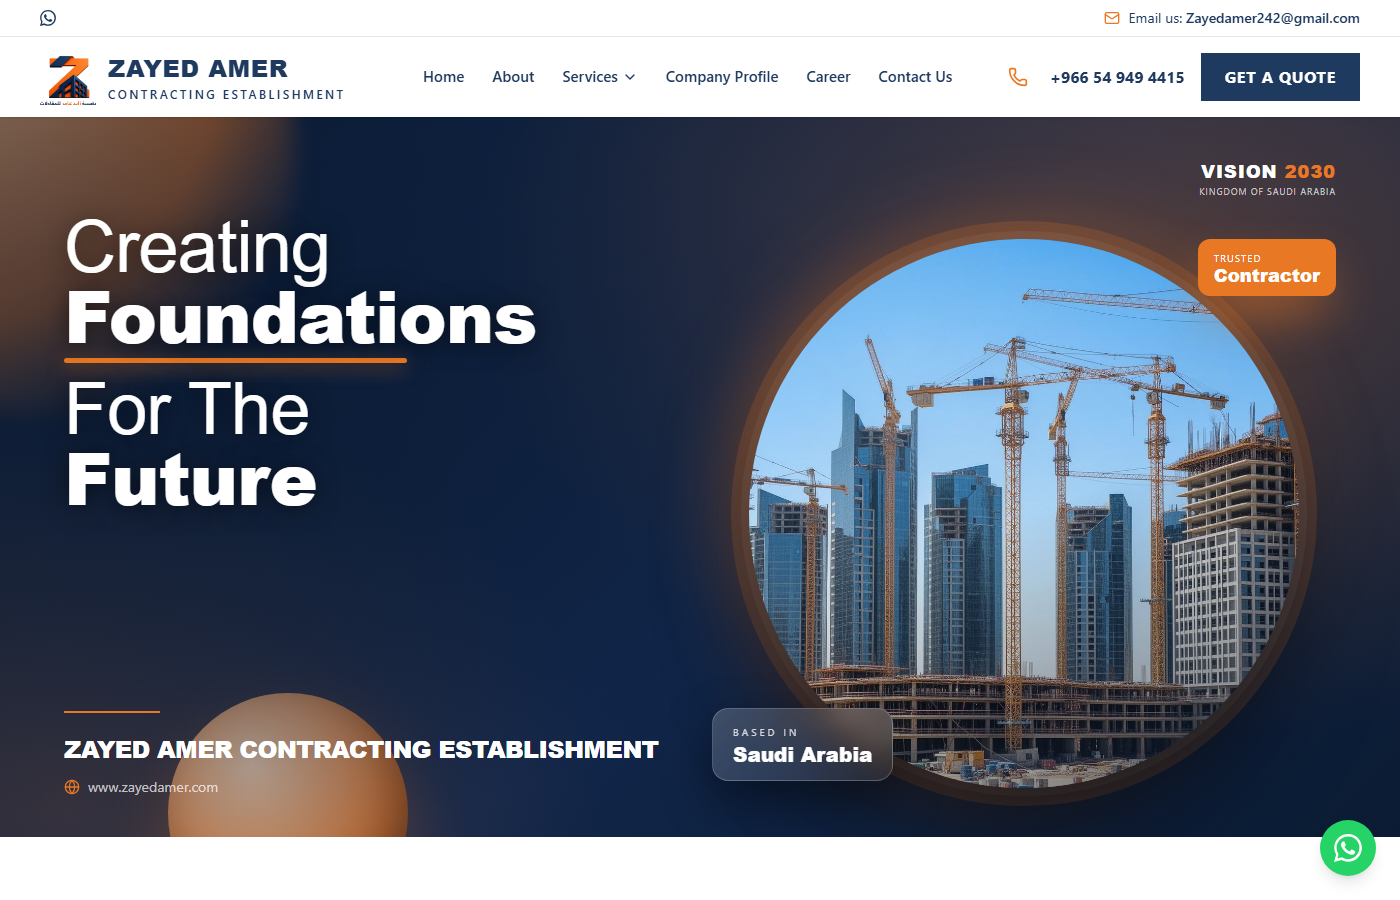 Email us: Zayedamer242@gmail.com
ZAYED AMER
CONTRACTING ESTABLISHMENT
Home About Services Company Profile Career Contact Us
+966 54 949 4415
GET A QUOTE
VISION 2030
KINGDOM OF SAUDI ARABIA
TRUSTED
Contractor
Creating
Foundations
For The
Future
BASED IN
Saudi Arabia
ZAYED AMER CONTRACTING ESTABLISHMENT
www.zayedamer.com